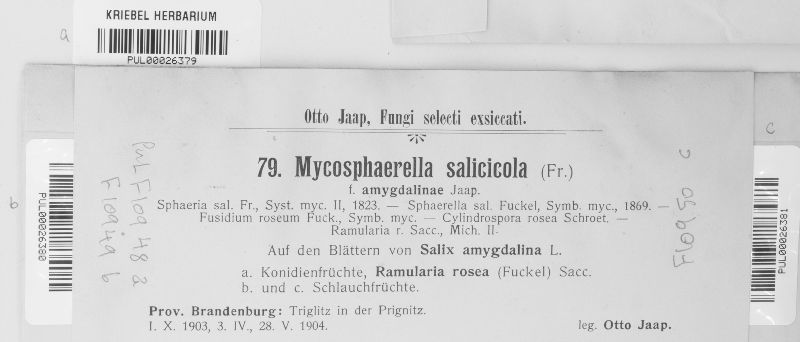 KRIEBEL HERBARIUM
a
PUL00026379
Otto Jaap, Fungi selecti exsiccati.
79. Mycosphaerella salicicola (Fr.)
f. amygdalinae Jaap.
Sphaeria sal. Fr., Syst. myc. II, 1823. — Sphaerella sal. Fuckel, Symb. myc., 1869. —
Fusidium roseum Fuck., Symb. myc. — Cylindrospora rosea Schroet. —
Ramularia r. Sacc., Mich. II.
Auf den Blättern von Salix amygdalina L.
a. Konidienfrüchte, Ramularia rosea (Fuckel) Sacc.
b. und c. Schlauchfrüchte.
Prov. Brandenburg: Triglitz in der Prignitz.
I. X. 1903, 3. IV., 28. V. 1904.
leg. Otto Jaap.
b
PUL00026380
PUL F10948 a
F10949 b
F10950 c
c
PUL00026381